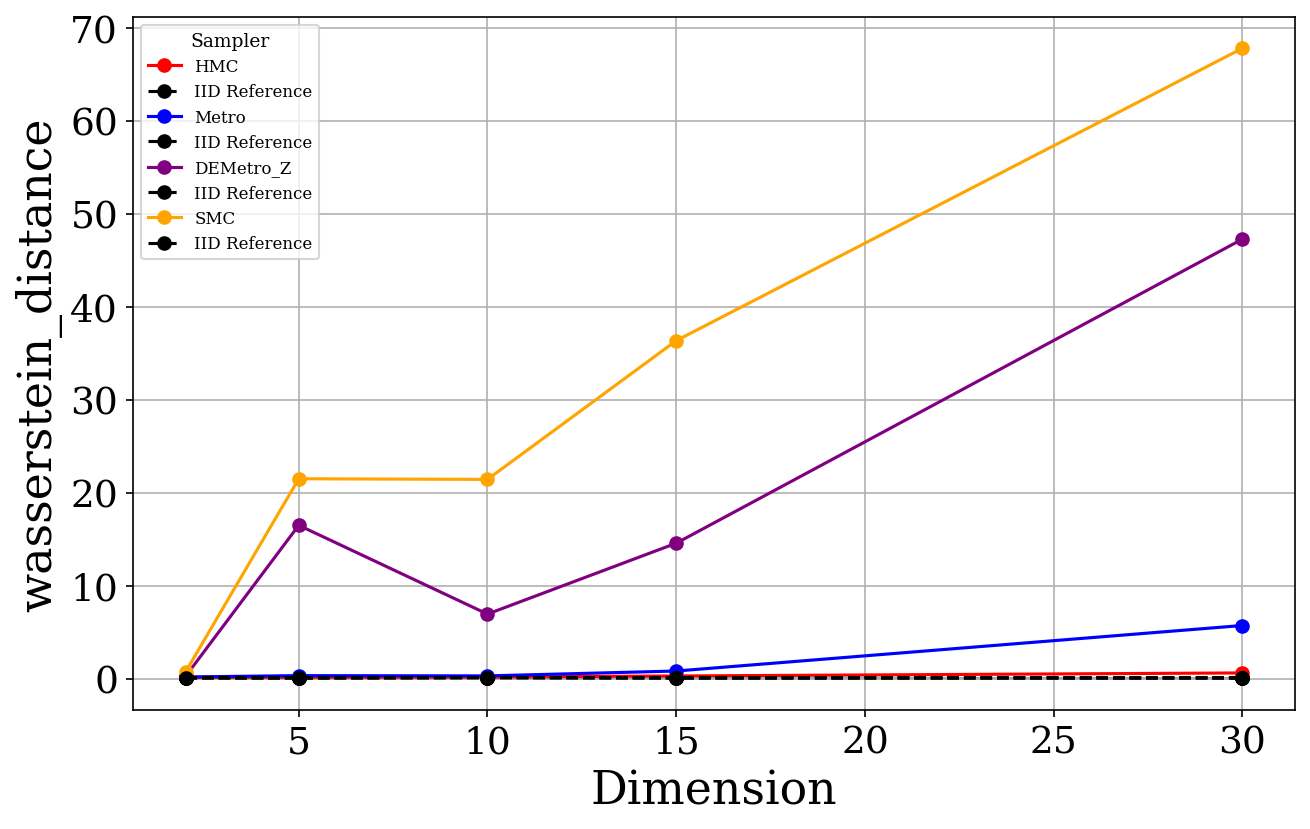 70
60
50
40
30
20
10
0
wasserstein_distance
Sampler
HMC
IID Reference
Metro
IID Reference
DEMetro_Z
IID Reference
SMC
IID Reference
5 10 15 20 25 30
Dimension